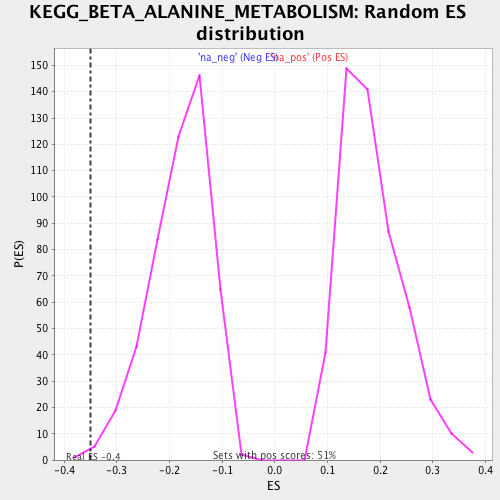 KEGG_BETA_ALANINE_METABOLISM: Random ES
distribution
'na_neg' (Neg ES) 'na_pos' (Pos ES)
P(ES)
150
140
130
120
110
100
90
80
70
60
50
40
30
20
10
0
Real ES -0.4
Sets with pos scores: 51%
-0.4 -0.3 -0.2 -0.1 0.0 0.1 0.2 0.3 0.4
ES